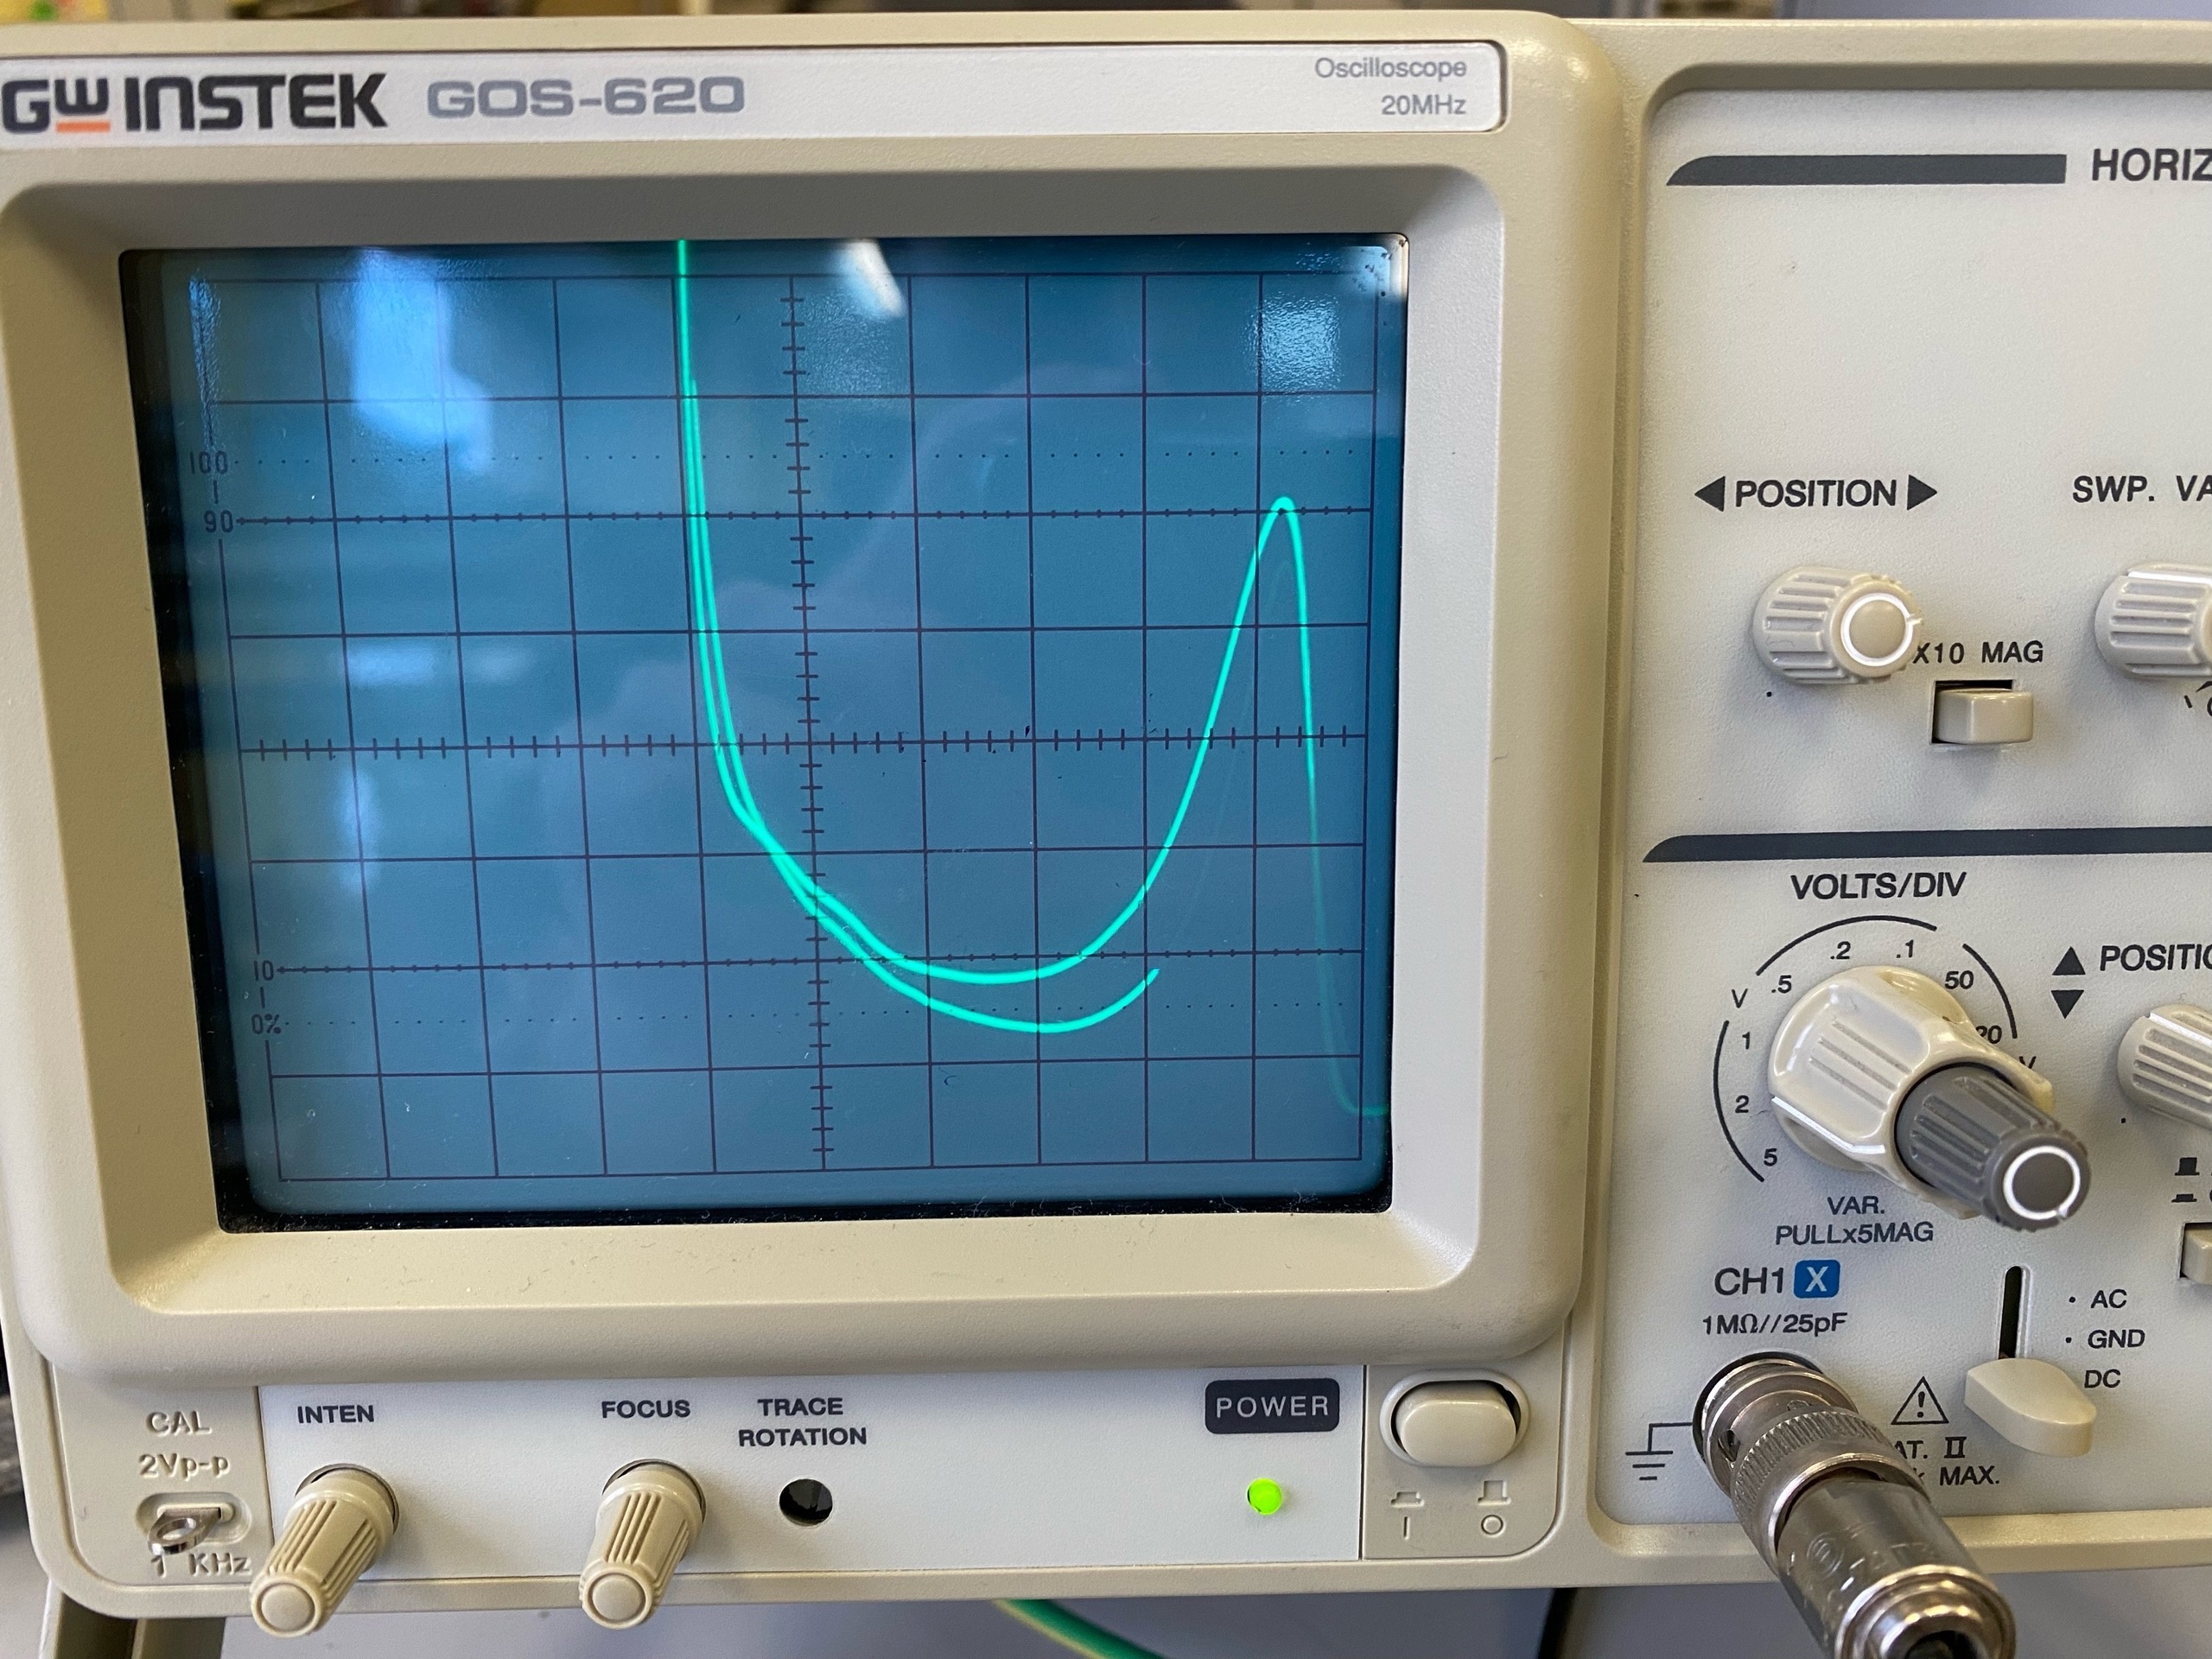 GW INSTEK GOS-620
Oscilloscope
20MHz
HORIZ
100
90
10
0%
POSITION
SWP. VA
X10 MAG
VOLTS/DIV
.2 .1
.5 50
V
1 20
2
5
POSITIO
VAR.
PULLx5MAG
CH1 X
1MΩ//25pF
AC
GND
DC
AT. II
MAX.
CAL
2Vp-p
1 KHz
INTEN
FOCUS
TRACE
ROTATION
POWER